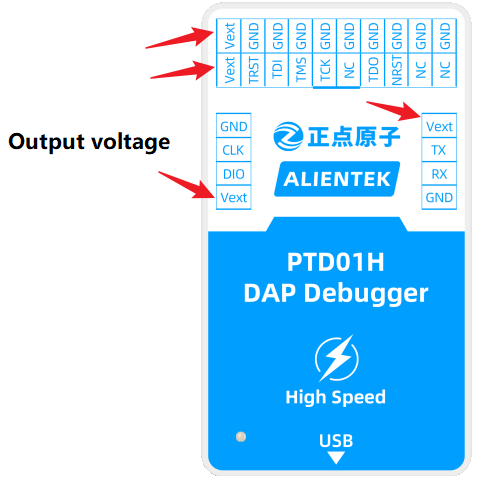 Vext GND GND GND GND GND GND GND GND GND
Vext TRST TDI TMS TCK NC TDO NRST NC NC
Output voltage
GND
CLK
DIO
Vext
正点原子
ALIENTEK
Vext
TX
RX
GND
PTD01H
DAP Debugger
High Speed
USB